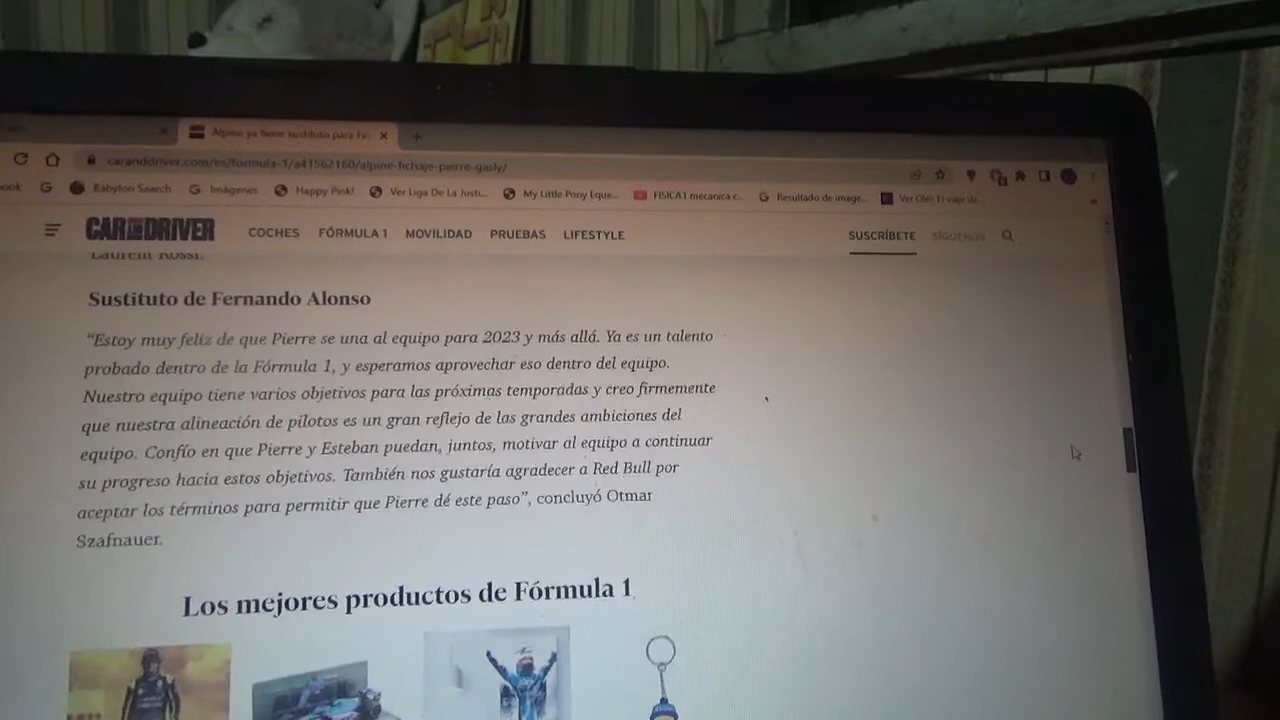 Alpine ya tiene sustituto para Fe
caranddriver.com/es/formula-1/a41562160/alpine-fichaje-pierre-gasly/
ook
Babylon Search
Imágenes
Happy Pink!
Ver Liga De La Justi...
My Little Pony Eque...
FISICA1 mecanica c...
Resultado de image...
CAR AND DRIVER
COCHES
FÓRMULA 1
MOVILIDAD
PRUEBAS
LIFESTYLE
SUSCRÍBETE
SÍGUENOS
Laurent Rossi.
Sustituto de Fernando Alonso
“Estoy muy feliz de que Pierre se una al equipo para 2023 y más allá. Ya es un talento
probado dentro de la Fórmula 1, y esperamos aprovechar eso dentro del equipo.
Nuestro equipo tiene varios objetivos para las próximas temporadas y creo firmemente
que nuestra alineación de pilotos es un gran reflejo de las grandes ambiciones del
equipo. Confío en que Pierre y Esteban puedan, juntos, motivar al equipo a continuar
su progreso hacia estos objetivos. También nos gustaría agradecer a Red Bull por
aceptar los términos para permitir que Pierre dé este paso”, concluyó Otmar
Szafnauer.
Los mejores productos de Fórmula 1